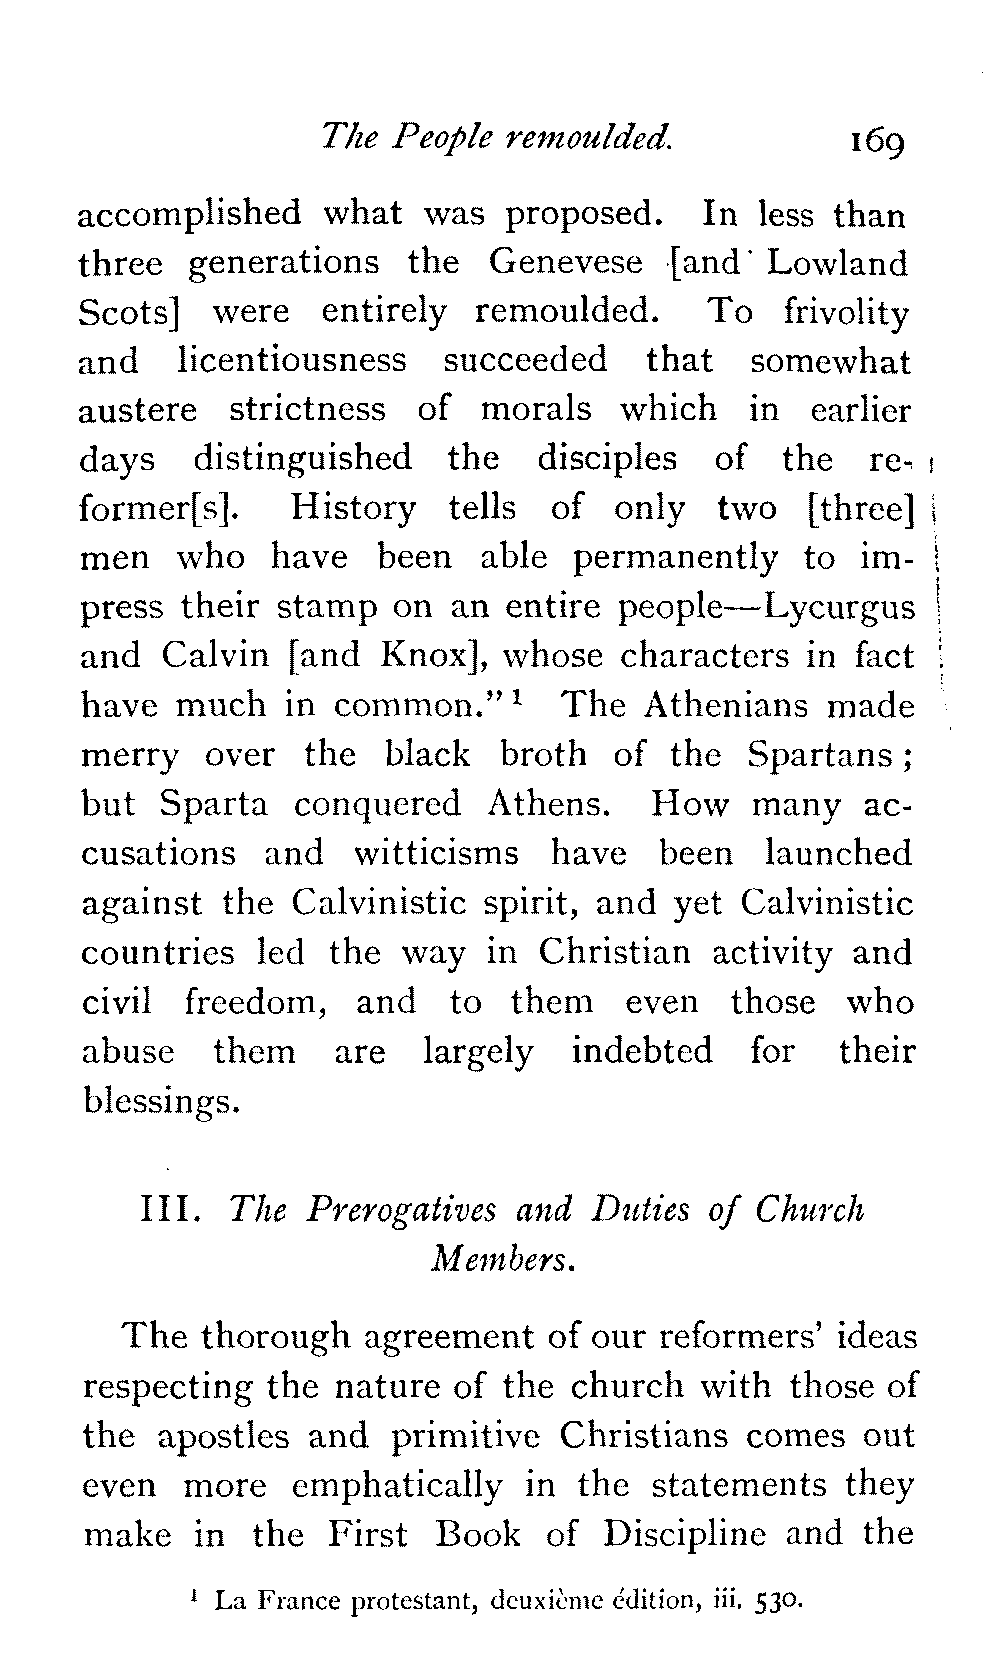 The People remoulded. 169
accomplished what was proposed. In less than
three generations the Genevese [and Lowland
Scots] were entirely remoulded. To frivolity
and licentiousness succeeded that somewhat
austere strictness of morals which in earlier
days distinguished the disciples of the re-
former[s]. History tells of only two [three]
men who have been able permanently to im-
press their stamp on an entire people—Lycurgus
and Calvin [and Knox], whose characters in fact
have much in common." 1 The Athenians made
merry over the black broth of the Spartans;
but Sparta conquered Athens. How many ac-
cusations and witticisms have been launched
against the Calvinistic spirit, and yet Calvinistic
countries led the way in Christian activity and
civil freedom, and to them even those who
abuse them are largely indebted for their
blessings.
III. The Prerogatives and Duties of Church
Members.
The thorough agreement of our reformers' ideas
respecting the nature of the church with those of
the apostles and primitive Christians comes out
even more emphatically in the statements they
make in the First Book of Discipline and the
1 La France protestant, deuxième édition, iii. 530.